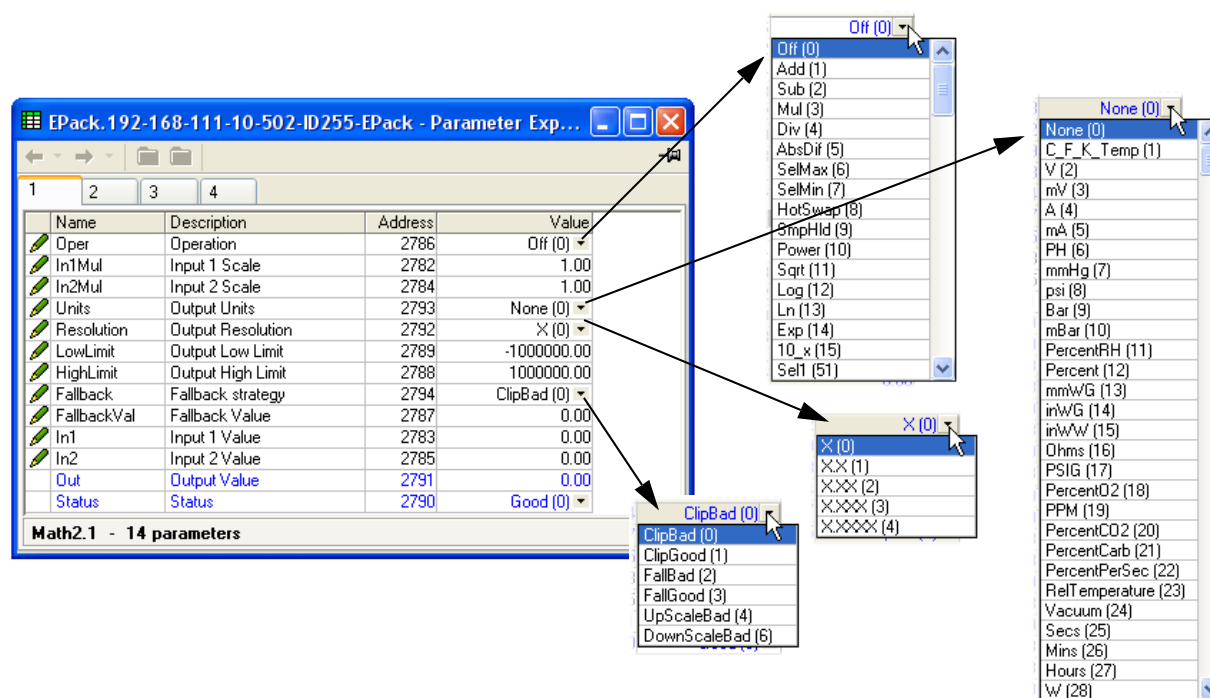 EPack.192-168-111-10-502-ID255-EPack - Parameter Exp...
1 2 3 4
Name Description Address Value
Oper Operation 2786 Off (0)
In1Mul Input 1 Scale 2782 1.00
In2Mul Input 2 Scale 2784 1.00
Units Output Units 2793 None (0)
Resolution Output Resolution 2792 X (0)
LowLimit Output Low Limit 2789 -1000000.00
HighLimit Output High Limit 2788 1000000.00
Fallback Fallback strategy 2794 ClipBad (0)
FallbackVal Fallback Value 2787 0.00
In1 Input 1 Value 2783 0.00
In2 Input 2 Value 2785 0.00
Out Output Value 2791 0.00
Status Status 2790 Good (0)
Math2.1 - 14 parameters
Off (0)
Off (0)
Add (1)
Sub (2)
Mul (3)
Div (4)
AbsDif (5)
SelMax (6)
SelMin (7)
HotSwap (8)
SmpHld (9)
Power (10)
Sqrt (11)
Log (12)
Ln (13)
Exp (14)
10_x (15)
Sel1 (51)
X (0)
X (0)
X.X (1)
X.XX (2)
X.XXX (3)
X.XXXX (4)
ClipBad (0)
ClipBad (0)
ClipGood (1)
FallBad (2)
FallGood (3)
UpScaleBad (4)
DownScaleBad (6)
None (0)
None (0)
C_F_K_Temp (1)
V (2)
mV (3)
A (4)
mA (5)
PH (6)
mmHg (7)
psi (8)
Bar (9)
mBar (10)
PercentRH (11)
Percent (12)
mmWG (13)
inWG (14)
inWW (15)
Ohms (16)
PSIG (17)
PercentO2 (18)
PPM (19)
PercentCO2 (20)
PercentCarb (21)
PercentPerSec (22)
RelTemperature (23)
Vacuum (24)
Secs (25)
Mins (26)
Hours (27)
W (28)